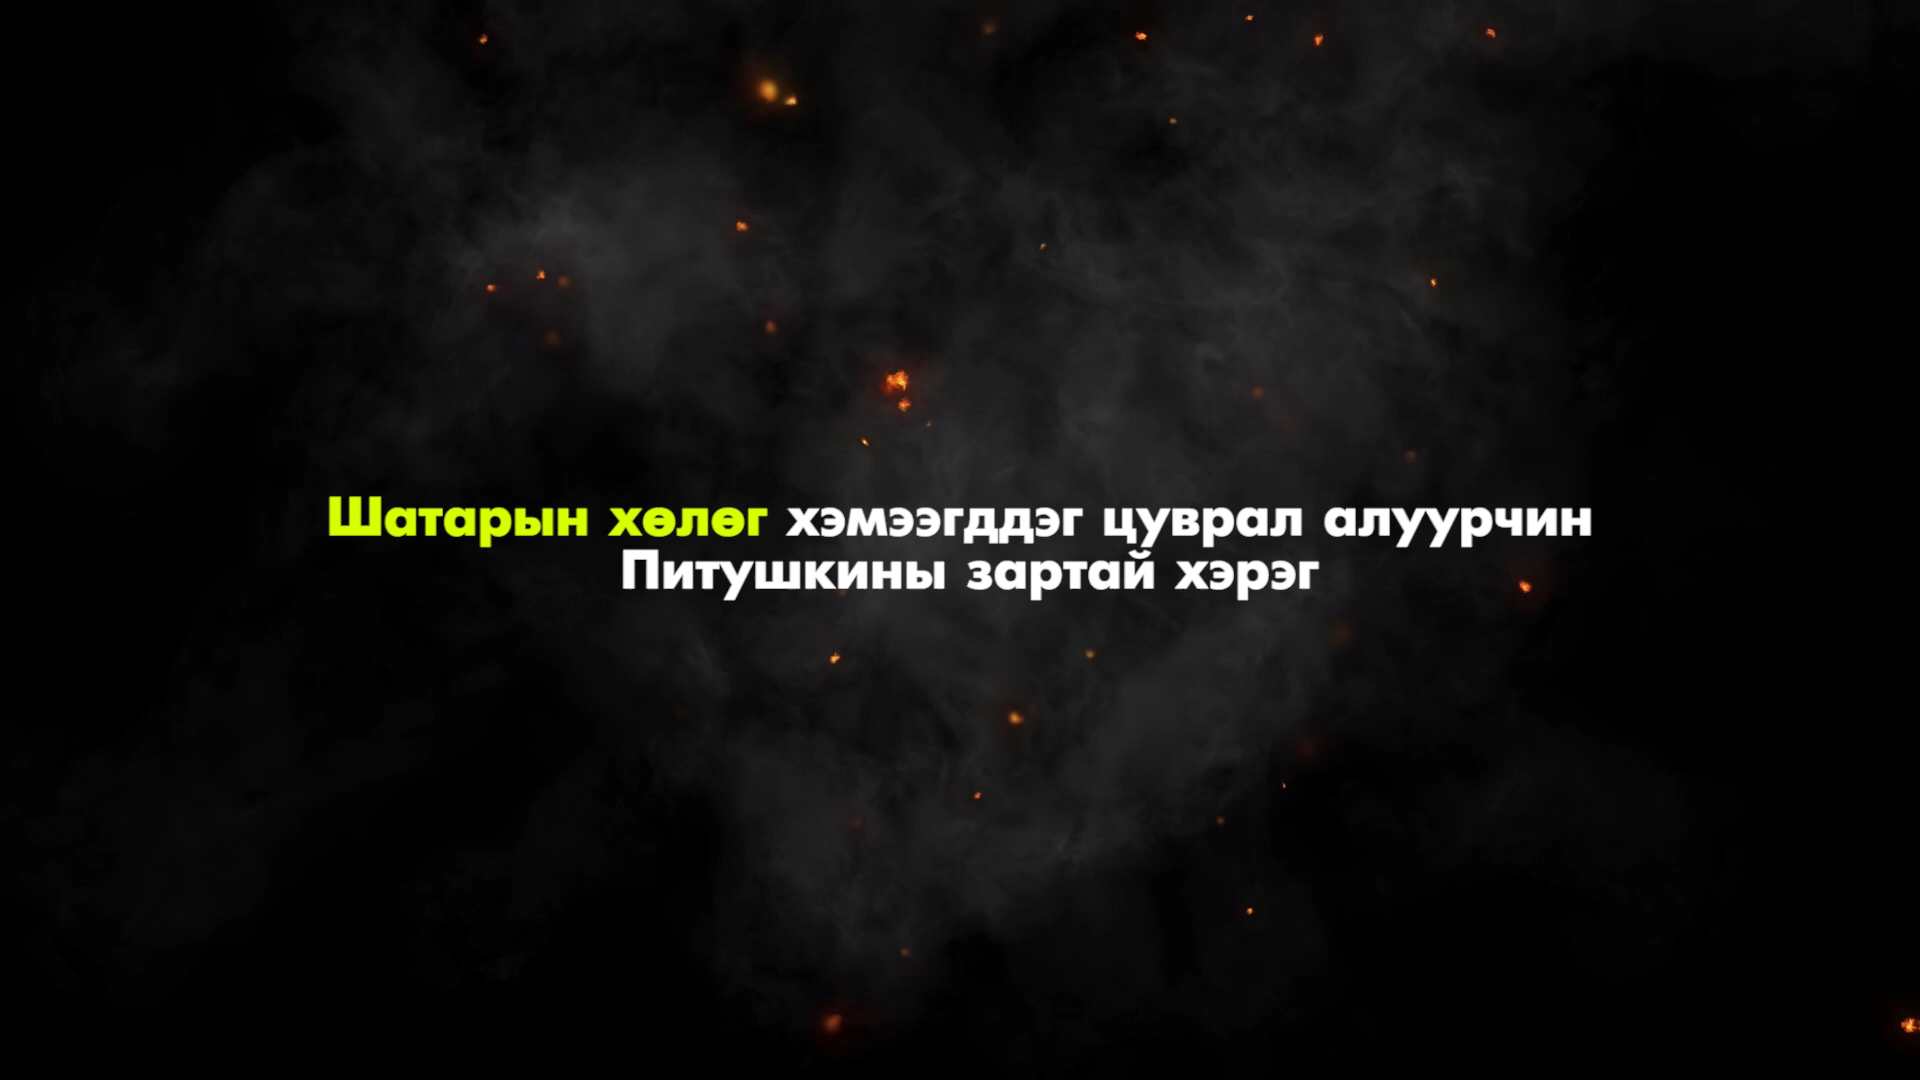 Шатарын хөлөг хэмээгддэг цуврал алуурчин
Питушкины зартай хэрэг